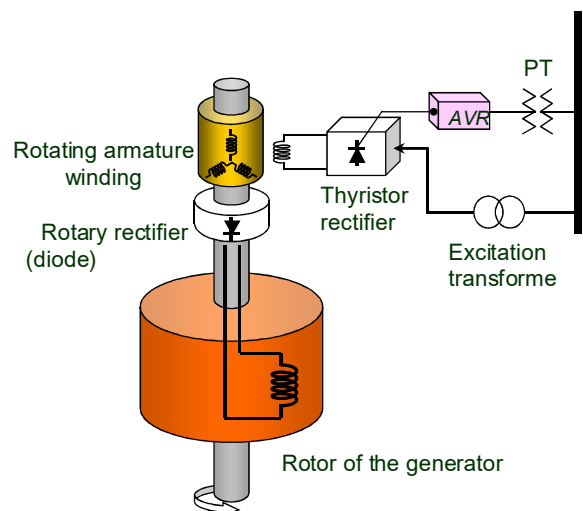 PT
AVR
Rotating armature
winding
Thyristor
rectifier
Rotary rectifier
(diode)
Excitation
transforme
Rotor of the generator